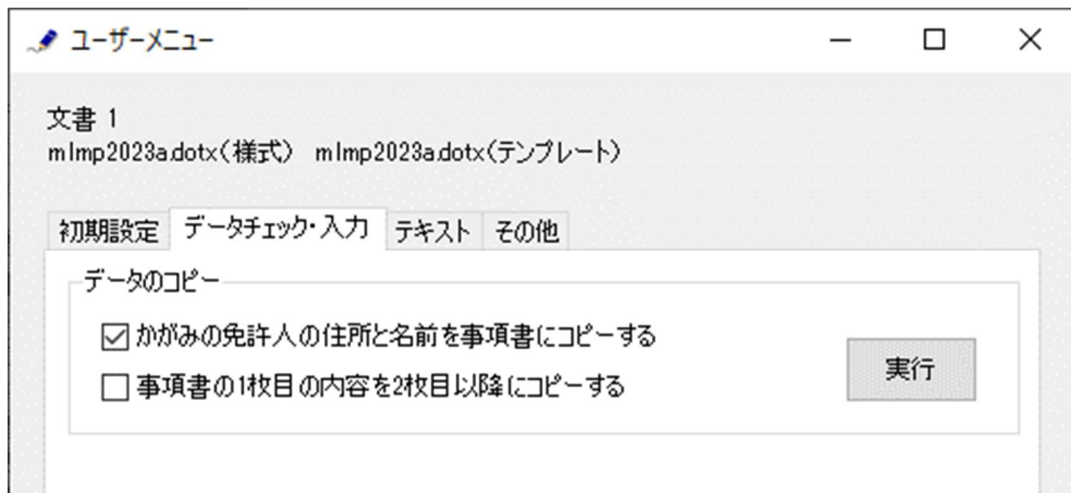 ユーザーメニュー
文書 1
mlmp2023a.dotx(様式) mlmp2023a.dotx(テンプレート)
初期設定 データチェック・入力 テキスト その他
データのコピー
かがみの免許人の住所と名前を事項書にコピーする
事項書の1枚目の内容を2枚目以降にコピーする
実行